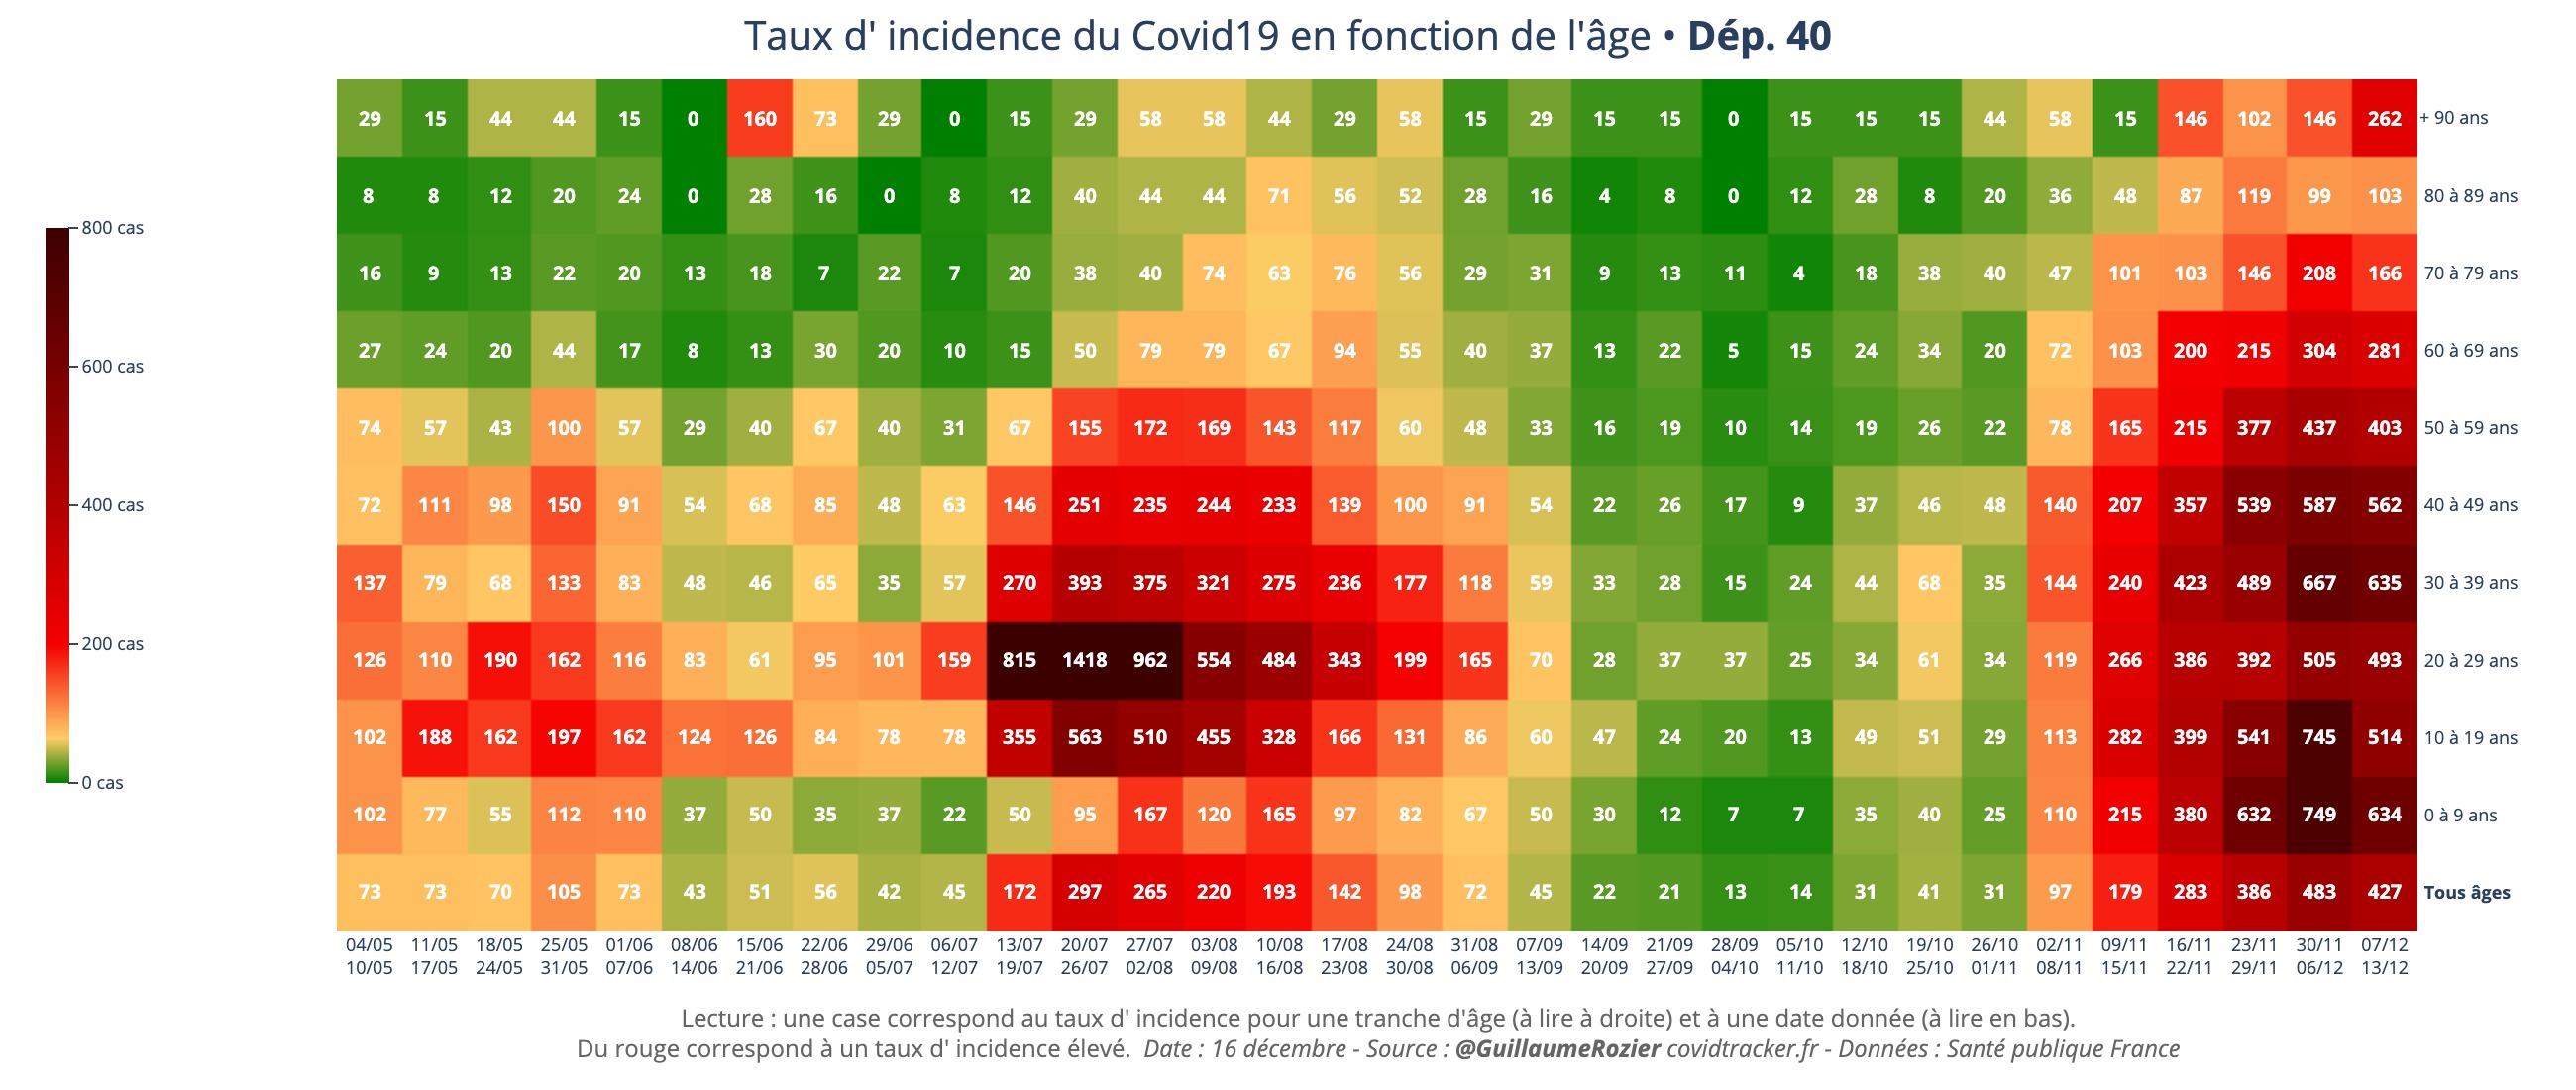 Taux d' incidence du Covid19 en fonction de l'âge • Dép. 40
800 cas
600 cas
400 cas
200 cas
0 cas
29 15 44 44 15 0 160 73 29 0 15 29 58 58 44 29 58 15 29 15 15 0 15 15 15 44 58 15 146 102 146 262 + 90 ans
8 8 12 20 24 0 28 16 0 8 12 40 44 44 71 56 52 28 16 4 8 0 12 28 8 20 36 48 87 119 99 103 80 à 89 ans
16 9 13 22 20 13 18 7 22 7 20 38 40 74 63 76 56 29 31 9 13 11 4 18 38 40 47 101 103 146 208 166 70 à 79 ans
27 24 20 44 17 8 13 30 20 10 15 50 79 79 67 94 55 40 37 13 22 5 15 24 34 20 72 103 200 215 304 281 60 à 69 ans
74 57 43 100 57 29 40 67 40 31 67 155 172 169 143 117 60 48 33 16 19 10 14 19 26 22 78 165 215 377 437 403 50 à 59 ans
72 111 98 150 91 54 68 85 48 63 146 251 235 244 233 139 100 91 54 22 26 17 9 37 46 48 140 207 357 539 587 562 40 à 49 ans
137 79 68 133 83 48 46 65 35 57 270 393 375 321 275 236 177 118 59 33 28 15 24 44 68 35 144 240 423 489 667 635 30 à 39 ans
126 110 190 162 116 83 61 95 101 159 815 1418 962 554 484 343 199 165 70 28 37 37 25 34 61 34 119 266 386 392 505 493 20 à 29 ans
102 188 162 197 162 124 126 84 78 78 355 563 510 455 328 166 131 86 60 47 24 20 13 49 51 29 113 282 399 541 745 514 10 à 19 ans
102 77 55 112 110 37 50 35 37 22 50 95 167 120 165 97 82 67 50 30 12 7 7 35 40 25 110 215 380 632 749 634 0 à 9 ans
73 73 70 105 73 43 51 56 42 45 172 297 265 220 193 142 98 72 45 22 21 13 14 31 41 31 97 179 283 386 483 427 Tous âges
04/05 11/05 18/05 25/05 01/06 08/06 15/06 22/06 29/06 06/07 13/07 20/07 27/07 03/08 10/08 17/08 24/08 31/08 07/09 14/09 21/09 28/09 05/10 12/10 19/10 26/10 02/11 09/11 16/11 23/11 30/11 07/12
10/05 17/05 24/05 31/05 07/06 14/06 21/06 28/06 05/07 12/07 19/07 26/07 02/08 09/08 16/08 23/08 30/08 06/09 13/09 20/09 27/09 04/10 11/10 18/10 25/10 01/11 08/11 15/11 22/11 29/11 06/12 13/12
Lecture : une case correspond au taux d' incidence pour une tranche d'âge (à lire à droite) et à une date donnée (à lire en bas).
Du rouge correspond à un taux d' incidence élevé. Date : 16 décembre - Source : @GuillaumeRozier covidtracker.fr - Données : Santé publique France